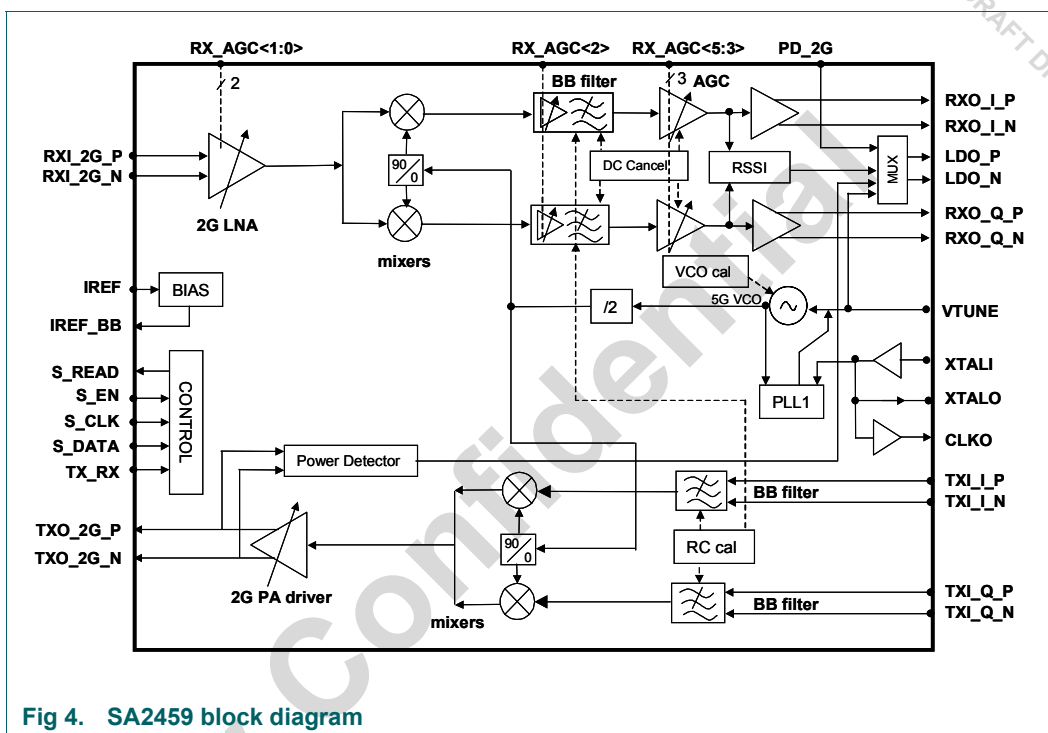 RAFT D
RX_AGC<1:0>
RX_AGC<2>
RX_AGC<5:3>
PD_2G
2
BB filter
3
AGC
RXI_2G_P
RXI_2G_N
2G LNA
90/0
mixers
DC Cancel
RSSI
MUX
RXO_I_P
RXO_I_N
LDO_P
LDO_N
RXO_Q_P
RXO_Q_N
IREF
BIAS
IREF_BB
/2
VCO cal
5G VCO
VTUNE
S_READ
S_EN
S_CLK
S_DATA
TX_RX
CONTROL
PLL1
XTALI
XTALO
CLKO
Power Detector
TXO_2G_P
TXO_2G_N
2G PA driver
90/0
mixers
BB filter
RC cal
BB filter
TXI_I_P
TXI_I_N
TXI_Q_P
TXI_Q_N
Confidential
Fig 4. SA2459 block diagram